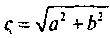 ς = √a² + b²